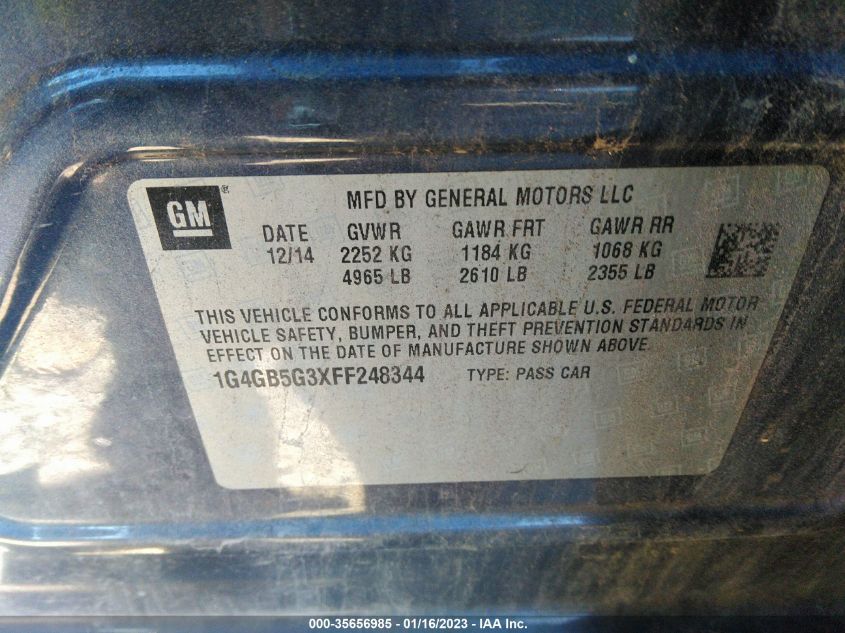 GM®
MFD BY GENERAL MOTORS LLC
DATE GVWR GAWR FRT GAWR RR
12/14 2252 KG 1184 KG 1068 KG
4965 LB 2610 LB 2355 LB
THIS VEHICLE CONFORMS TO ALL APPLICABLE U.S. FEDERAL MOTOR
VEHICLE SAFETY, BUMPER, AND THEFT PREVENTION STANDARDS IN
EFFECT ON THE DATE OF MANUFACTURE SHOWN ABOVE.
1G4GB5G3XFF248344 TYPE: PASS CAR
000-35656985 - 01/16/2023 - IAA Inc.